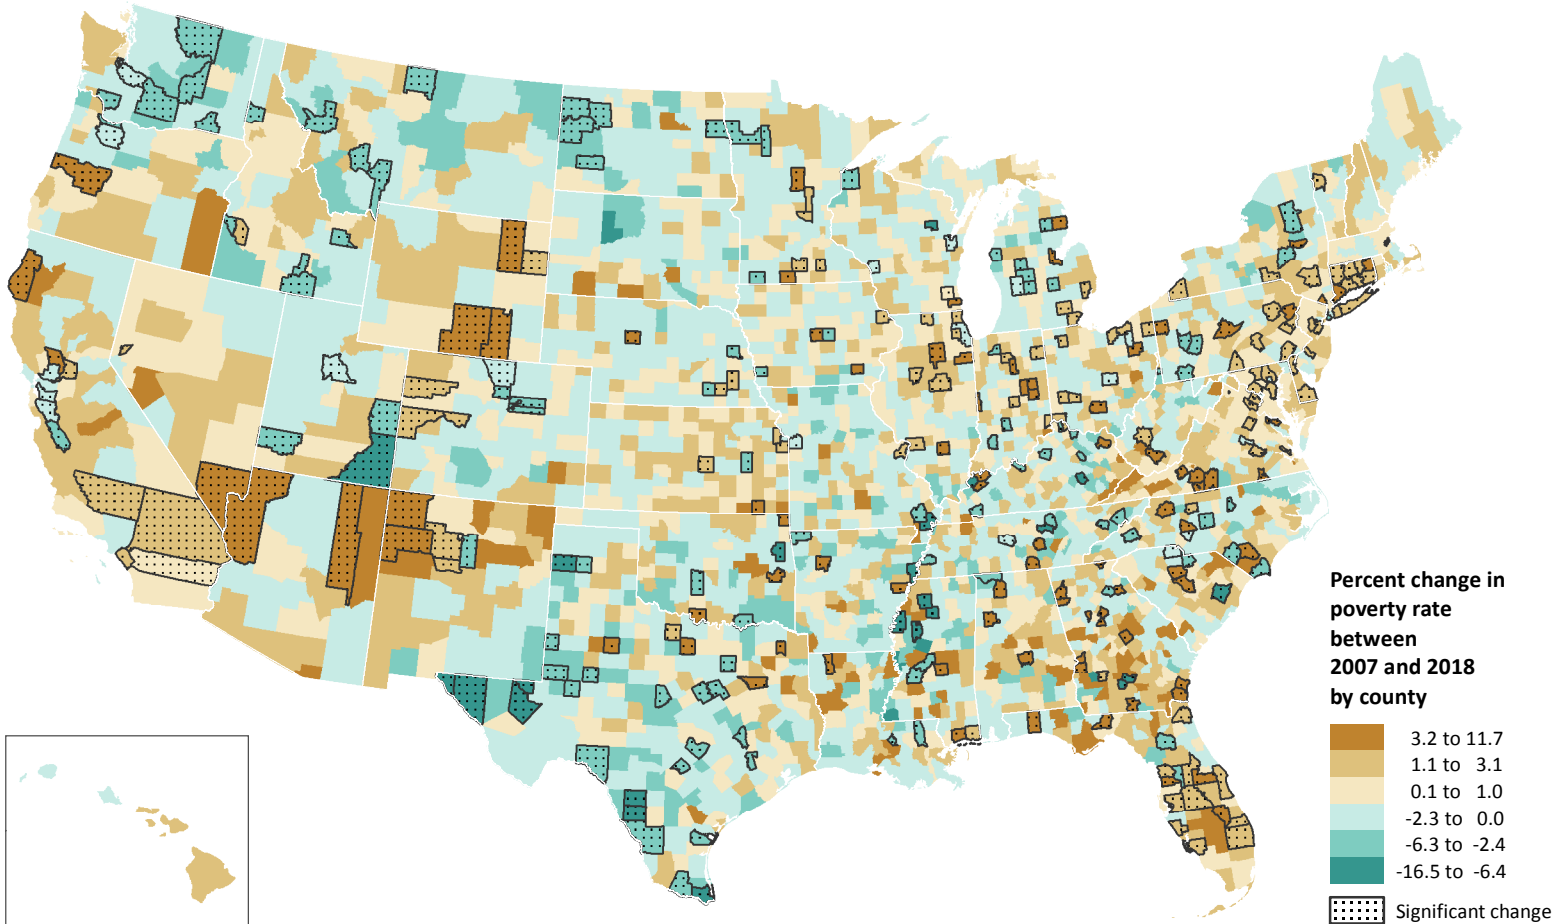 Percent change in
poverty rate
between
2007 and 2018
by county
3.2 to 11.7
1.1 to 3.1
0.1 to 1.0
-2.3 to 0.0
-6.3 to -2.4
-16.5 to -6.4
Significant change